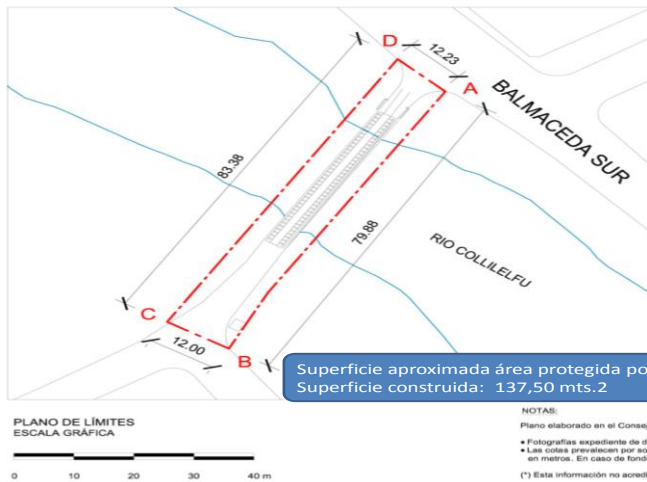 D
12.23
A
BALMACEDA SUR
83.38
79.88
RIO COLLILELFU
C
12.00
B
Superficie aproximada área protegida po
Superficie construida: 137,50 mts.2
PLANO DE LÍMITES
ESCALA GRÁFICA
0 10 20 30 40 m
NOTAS:
Plano elaborado en el Conse
• Fotografías expediente de d
• Las cotas prevalecen por so
en metros. En caso de fond
(*) Esta información no acredi